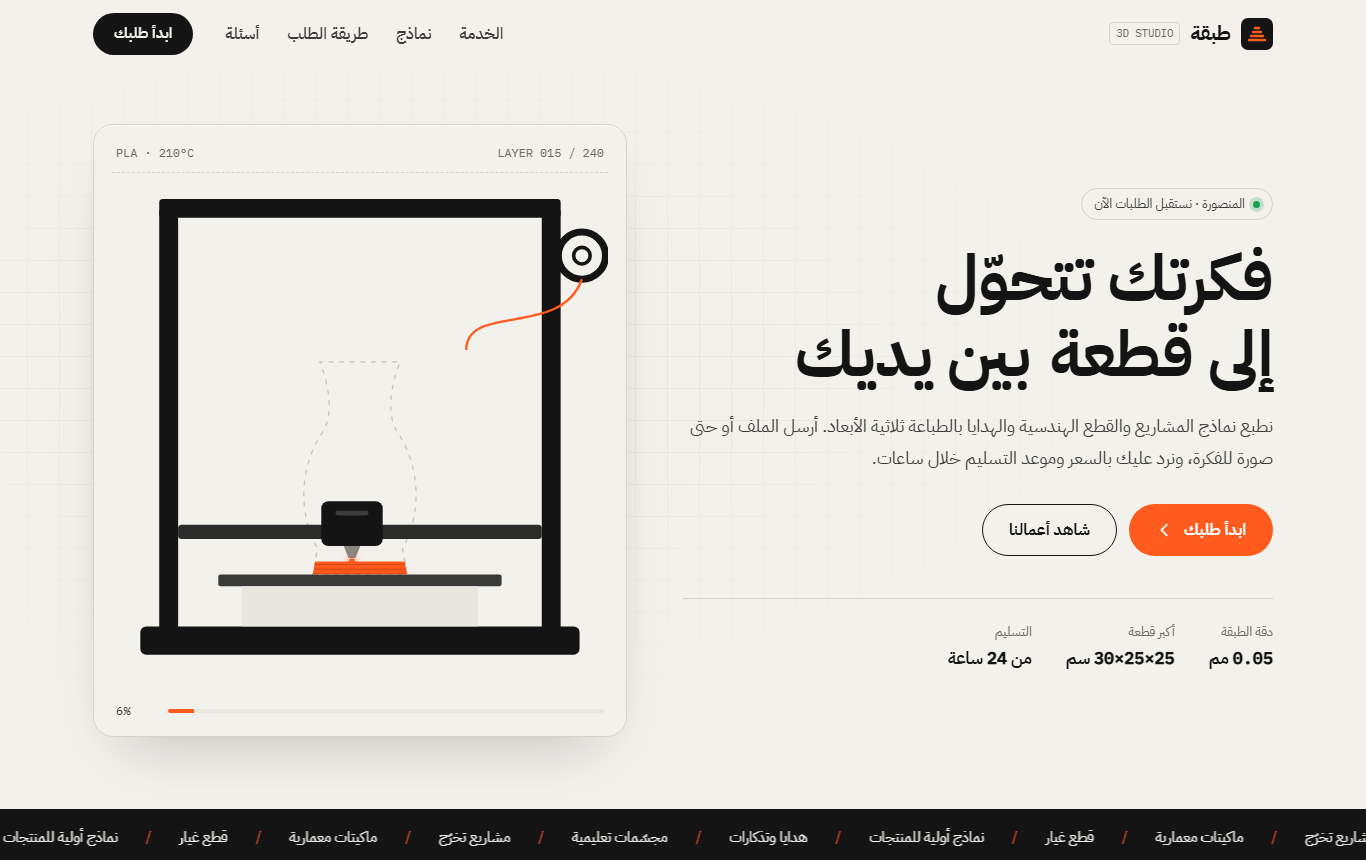 طبقة
3D STUDIO
الخدمة
نماذج
طريقة الطلب
أسئلة
ابدأ طلبك
المنصورة · نستقبل الطلبات الآن
فكرتك تتحوّل
إلى قطعة بين يديك
نطبع نماذج المشاريع والقطع الهندسية والهدايا بالطباعة ثلاثية الأبعاد. أرسل الملف أو حتى
صورة للفكرة، ونرد عليك بالسعر وموعد التسليم خلال ساعات.
ابدأ طلبك
شاهد أعمالنا
دقة الطبقة
0.05 مم
أكبر قطعة
30×25×25 سم
التسليم
من 24 ساعة
PLA · 210°C
LAYER 015 / 240
6%
مشاريع تخرّج / ماكيتات معمارية / قطع غيار / نماذج أولية للمنتجات / هدايا وتذكارات / مجسّمات تعليمية / مشاريع تخرّج / ماكيتات معمارية / قطع غيار / نماذج أولية للمنتجات